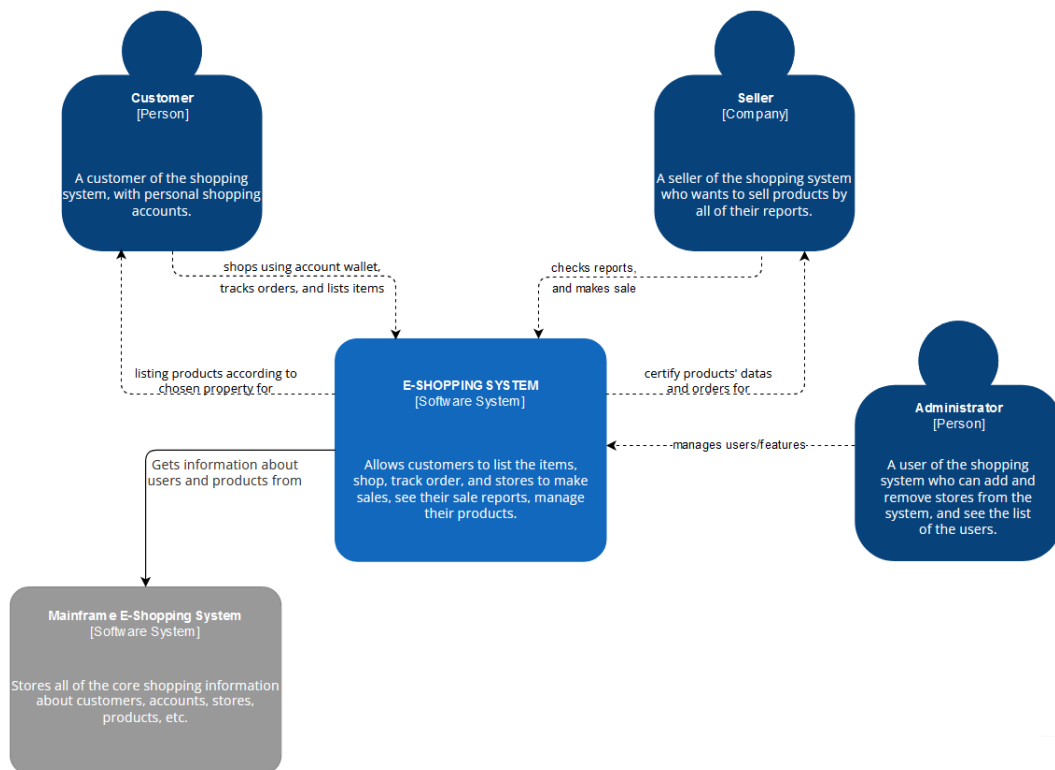 Customer
[Person]
A customer of the shopping
system, with personal shopping
accounts.
Seller
[Company]
A seller of the shopping system
who wants to sell products by
all of their reports.
shops using account wallet,
tracks orders, and lists items
checks reports,
and makes sale
listing products according to
chosen property for
E-SHOPPING SYSTEM
[Software System]
Allows customers to list the items,
shop, track order, and stores to make
sales, see their sale reports, manage
their products.
certify products' datas
and orders for
manages users/features
Administrator
[Person]
A user of the shopping
system who can add and
remove stores from the
system, and see the list
of the users.
Gets information about
users and products from
Mainframe E-Shopping System
[Software System]
Stores all of the core shopping information
about customers, accounts, stores,
products, etc.